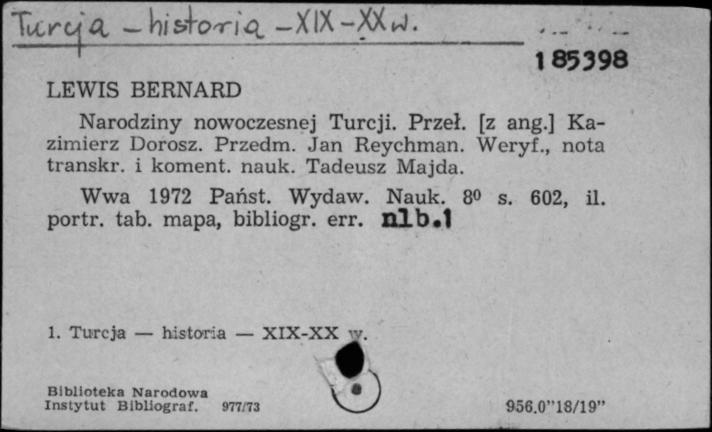 Turcja – historia – XIX – XX w.
185398
LEWIS BERNARD
Narodziny nowoczesnej Turcji. Przeł. [z ang.] Ka-
zimierz Dorosz. Przedm. Jan Reychman. Weryf., nota
transkr. i koment. nauk. Tadeusz Majda.
Wwa 1972 Państ. Wydaw. Nauk. 8⁰ s. 602, il.
portr. tab. mapa, bibliogr. err. nlb.1
1. Turcja — historia — XIX-XX w.
Biblioteka Narodowa
Instytut Bibliograf. 977/73
956.0"18/19"